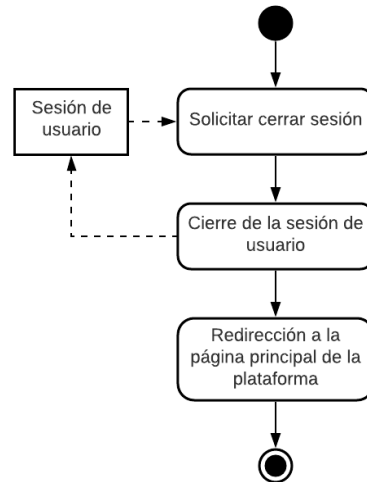 Sesión de
usuario
Solicitar cerrar sesión
Cierre de la sesión de
usuario
Redirección a la
página principal de la
plataforma